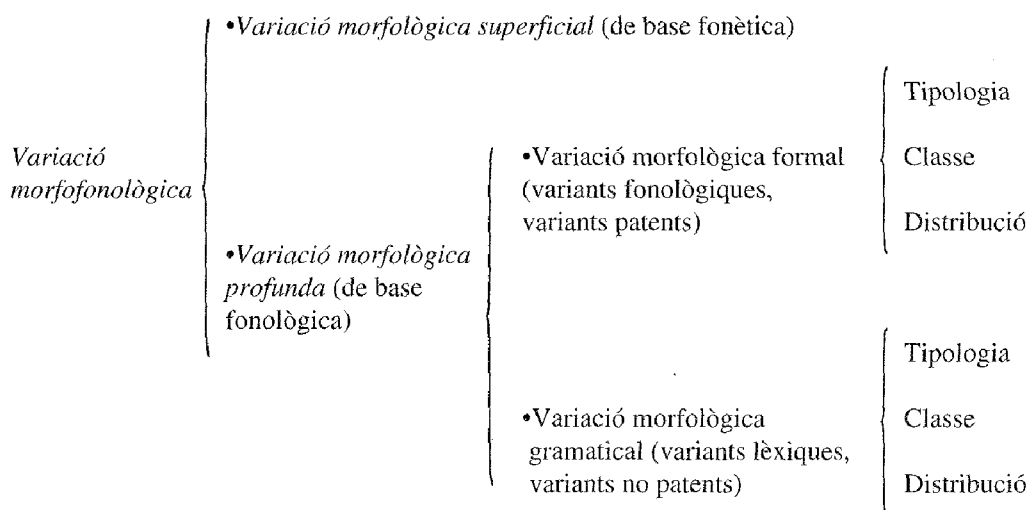 •Variació morfològica superficial (de base fonètica)
Variació
morfofonològica
•Variació morfològica
profunda (de base
fonològica)
•Variació morfològica formal
(variants fonològiques,
variants patents)
Tipologia
Classe
Distribució
•Variació morfològica
gramatical (variants lèxiques,
variants no patents)
Tipologia
Classe
Distribució